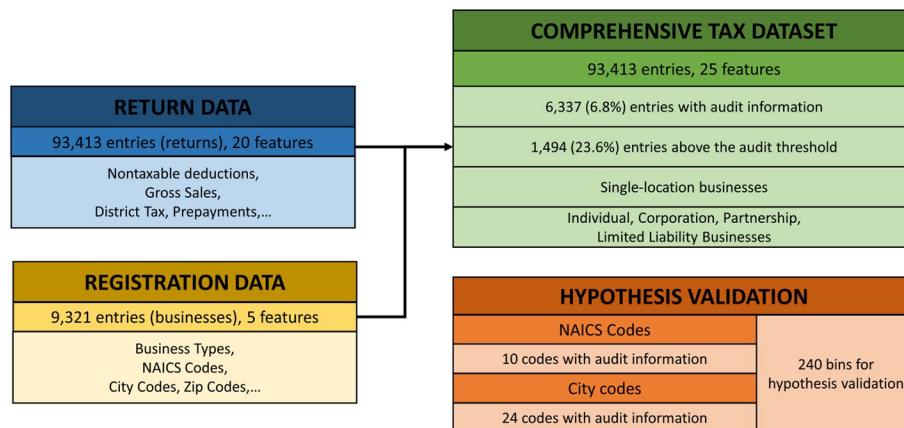 RETURN DATA
93,413 entries (returns), 20 features
Nontaxable deductions,
Gross Sales,
District Tax, Prepayments,...
REGISTRATION DATA
9,321 entries (businesses), 5 features
Business Types,
NAICS Codes,
City Codes, Zip Codes,...
COMPREHENSIVE TAX DATASET
93,413 entries, 25 features
6,337 (6.8%) entries with audit information
1,494 (23.6%) entries above the audit threshold
Single-location businesses
Individual, Corporation, Partnership,
Limited Liability Businesses
HYPOTHESIS VALIDATION
NAICS Codes
10 codes with audit information
City codes
24 codes with audit information
240 bins for
hypothesis validation